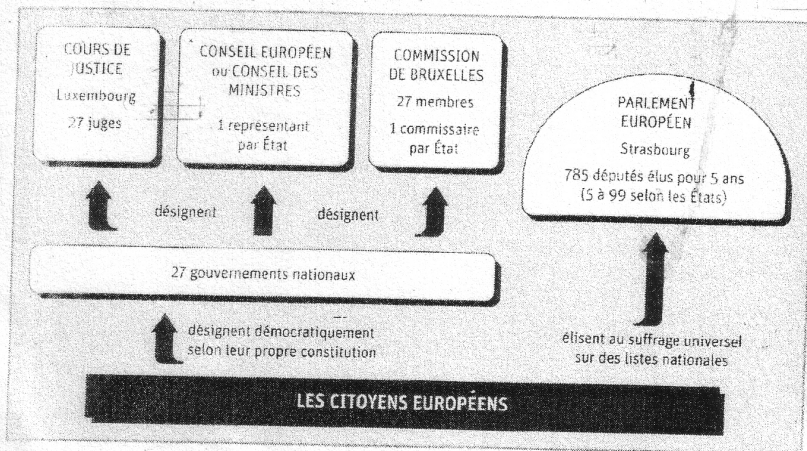 COURS DE
JUSTICE
Luxembourg
27 juges
CONSEIL EUROPÉEN
ou CONSEIL DES
MINISTRES
1 représentant
par État
COMMISSION
DE BRUXELLES
27 membres
1 commissaire
par État
PARLEMENT
EUROPÉEN
Strasbourg
785 députés élus pour 5 ans
(5 à 99 selon les États)
désignent
désignent
27 gouvernements nationaux
désignent démocratiquement
selon leur propre constitution
élisent au suffrage universel
sur des listes nationales
LES CITOYENS EUROPÉENS